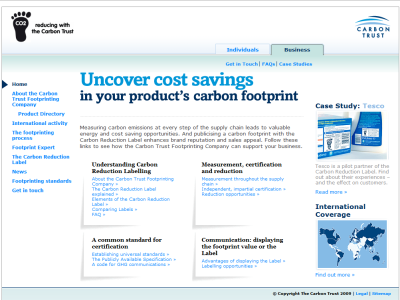 CO2
reducing with
the Carbon Trust
CARBON
TRUST
Individuals
Business
Get in Touch | FAQs | Case Studies
Home
About the Carbon
Trust Footprinting
Company
Product Directory
International activity
The footprinting
process
Footprint Expert
The Carbon Reduction
Label
News
Footprinting standards
Get in touch
Uncover cost savings
in your product's carbon footprint
Measuring carbon emissions at every step of the supply chain leads to valuable
energy and cost saving opportunities. And publicising a carbon footprint with the
Carbon Reduction Label enhances brand reputation and sales appeal. Follow these
links to see how the Carbon Trust Footprinting Company can support your business.
Understanding Carbon
Reduction Labelling
About the Carbon Trust Footprinting
Company »
The Carbon Reduction Label
explained »
Elements of the Carbon Reduction
Label »
Comparing Labels »
FAQ »
Measurement, certification
and reduction
Measurement throughout the supply
chain »
Independent, impartial certification »
Reduction opportunities »
A common standard for
certification
Establishing universal standards »
The Publicly Available Specification »
A code for GHG communications »
Communication: displaying
the footprint value or the
Label
Advantages of displaying the Label »
Labelling opportunities »
Case Study: Tesco
Tesco is a pilot partner of the
Carbon Reduction Label. Find
out about their experiences –
and the effect on customers.
Read more »
International
Coverage
Find out more »
© Copyright The Carbon Trust 2009 | Legal | Sitemap